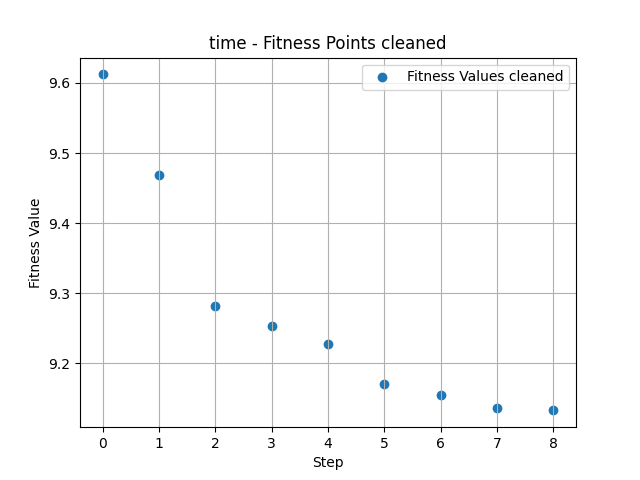 time - Fitness Points cleaned
Fitness Values cleaned
9.6
9.5
9.4
9.3
9.2
Fitness Value
0 1 2 3 4 5 6 7 8
Step